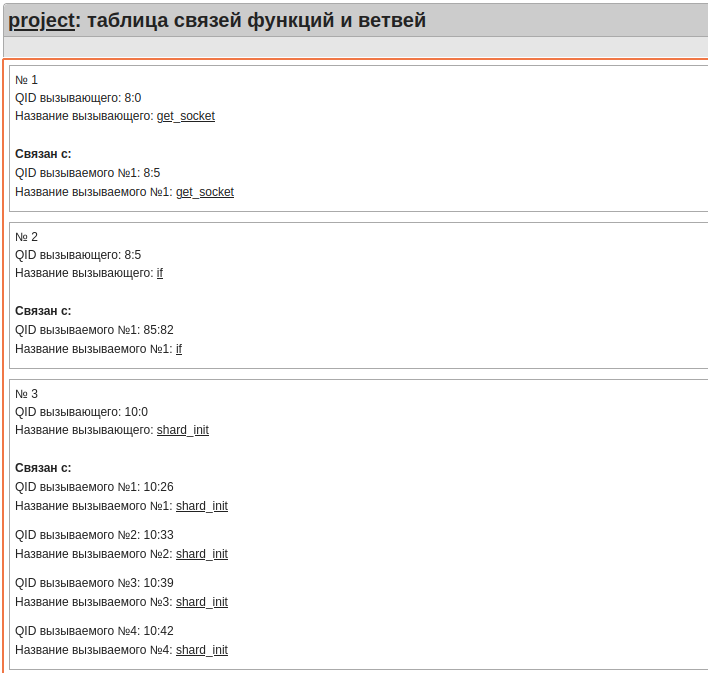 project: таблица связей функций и ветвей
№ 1
QID вызывающего: 8:0
Название вызывающего: get_socket
Связан с:
QID вызываемого №1: 8:5
Название вызываемого №1: get_socket
№ 2
QID вызывающего: 8:5
Название вызывающего: if
Связан с:
QID вызываемого №1: 85:82
Название вызываемого №1: if
№ 3
QID вызывающего: 10:0
Название вызывающего: shard_init
Связан с:
QID вызываемого №1: 10:26
Название вызываемого №1: shard_init
QID вызываемого №2: 10:33
Название вызываемого №2: shard_init
QID вызываемого №3: 10:39
Название вызываемого №3: shard_init
QID вызываемого №4: 10:42
Название вызываемого №4: shard_init